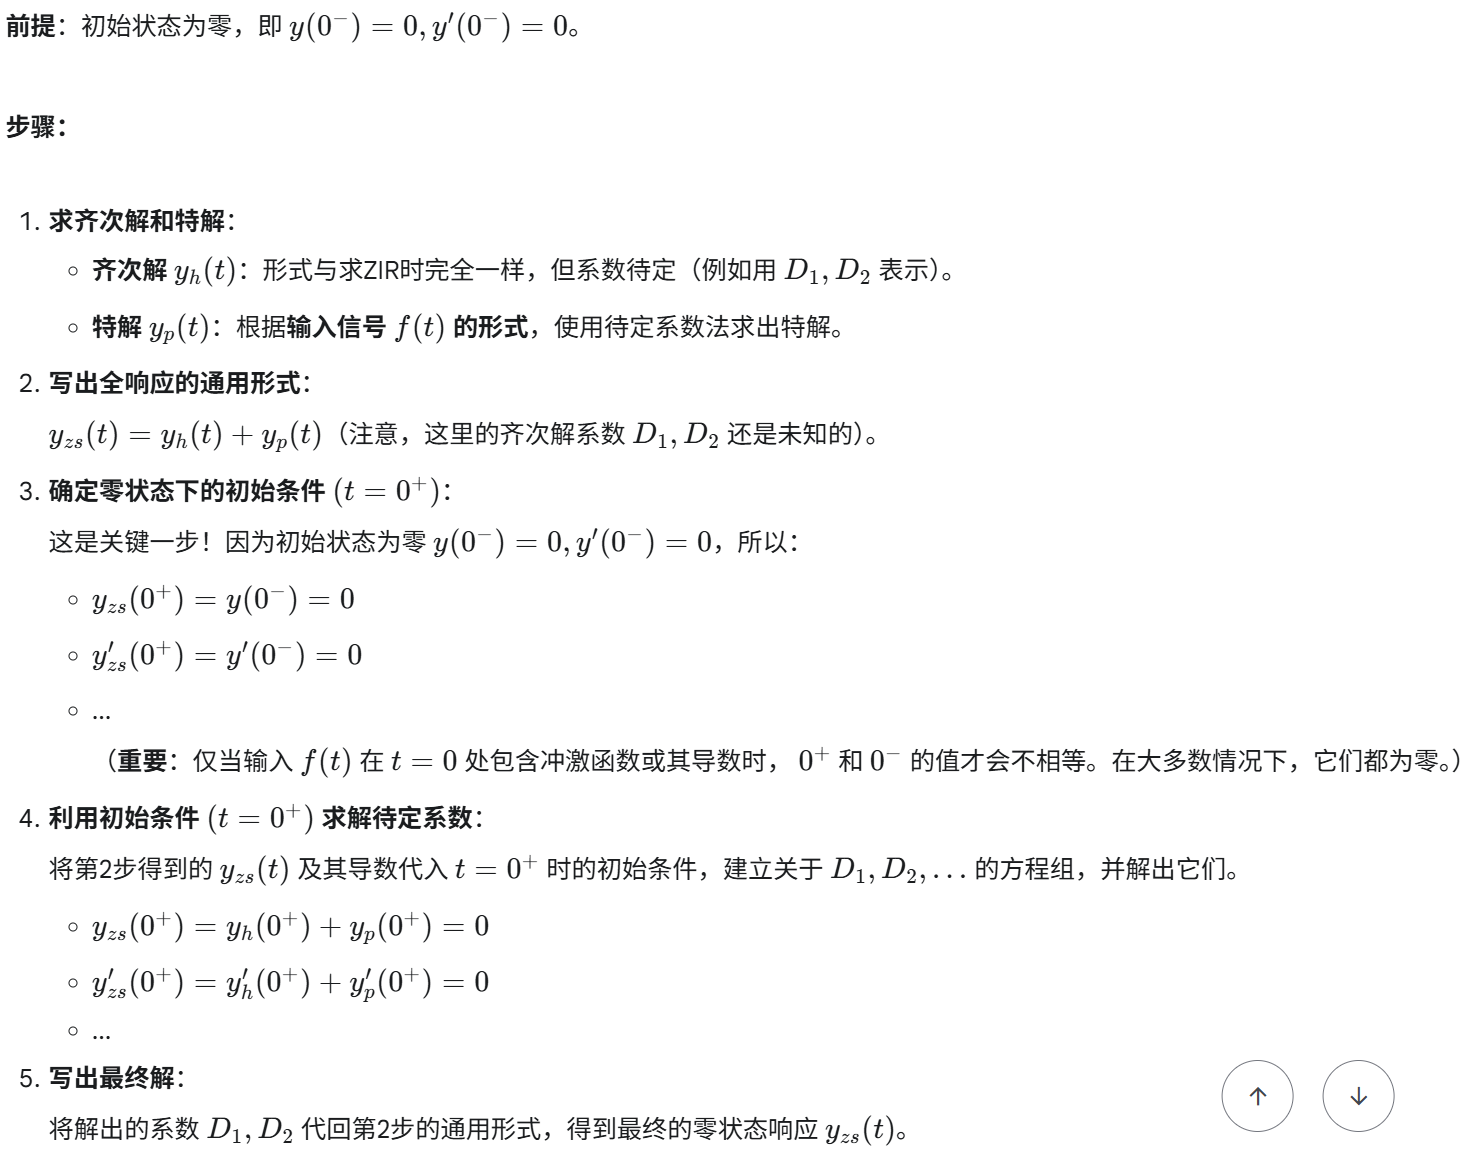 前提：初始状态为零，即 y(0⁻) = 0, y′(0⁻) = 0。
步骤：
1. 求齐次解和特解：
◦ 齐次解 yₕ(t)：形式与求ZIR时完全一样，但系数待定（例如用 D₁, D₂ 表示）。
◦ 特解 yₚ(t)：根据输入信号 f(t) 的形式，使用待定系数法求出特解。
2. 写出全响应的通用形式：
y_{zs}(t) = yₕ(t) + yₚ(t)（注意，这里的齐次解系数 D₁, D₂ 还是未知的）。
3. 确定零状态下的初始条件 (t = 0⁺)：
这是关键一步！因为初始状态为零 y(0⁻) = 0, y′(0⁻) = 0，所以：
◦ y_{zs}(0⁺) = y(0⁻) = 0
◦ y′_{zs}(0⁺) = y′(0⁻) = 0
◦ ...
（重要：仅当输入 f(t) 在 t = 0 处包含冲激函数或其导数时， 0⁺ 和 0⁻ 的值才会不相等。在大多数情况下，它们都为零。）
4. 利用初始条件 (t = 0⁺) 求解待定系数：
将第2步得到的 y_{zs}(t) 及其导数代入 t = 0⁺ 时的初始条件，建立关于 D₁, D₂, … 的方程组，并解出它们。
◦ y_{zs}(0⁺) = yₕ(0⁺) + yₚ(0⁺) = 0
◦ y′_{zs}(0⁺) = y′ₕ(0⁺) + y′ₚ(0⁺) = 0
◦ ...
5. 写出最终解：
将解出的系数 D₁, D₂ 代回第2步的通用形式，得到最终的零状态响应 y_{zs}(t)。